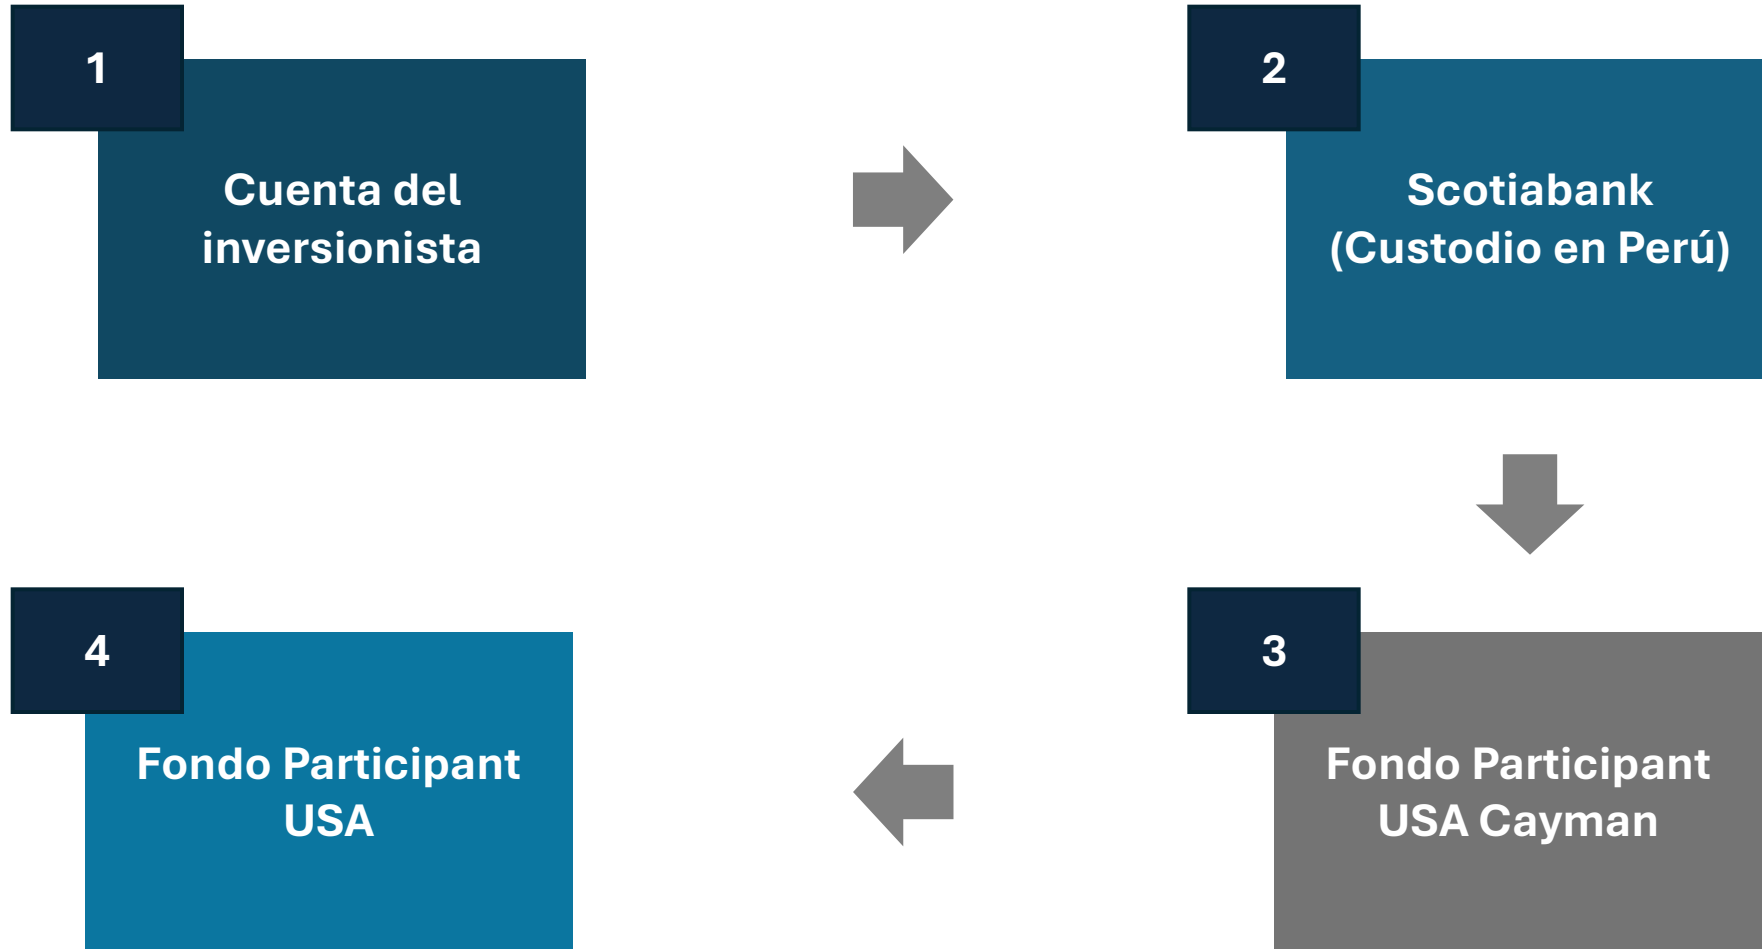 1
Cuenta del
inversionista
2
Scotiabank
(Custodio en Perú)
3
Fondo Participant
USA Cayman
4
Fondo Participant
USA